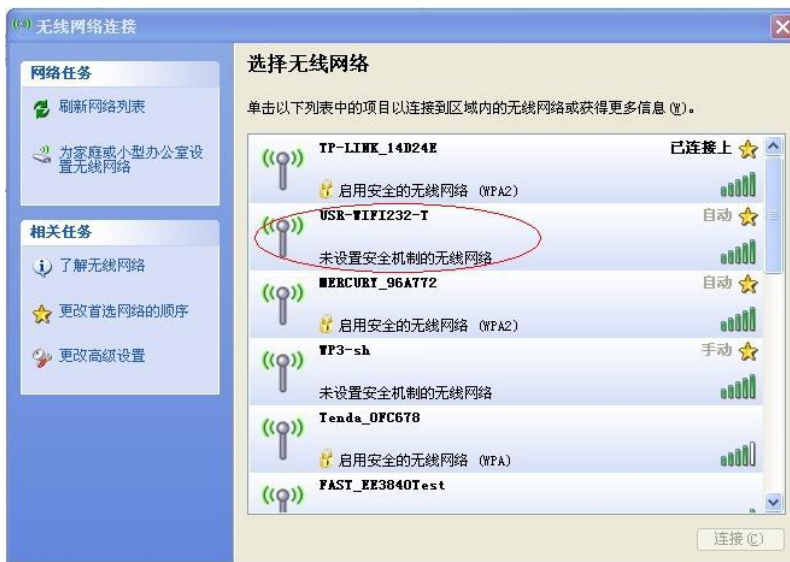 无线网络连接
网络任务
刷新网络列表
为家庭或小型办公室设
置无线网络
相关任务
了解无线网络
更改首选网络的顺序
更改高级设置
选择无线网络
单击以下列表中的项目以连接到区域内的无线网络或获得更多信息(W)。
TP-LINK_14D24E 已连接上
启用安全的无线网络 (WPA2)
USR-WIFI232-T 自动
未设置安全机制的无线网络
MERCURY_96A772 自动
启用安全的无线网络 (WPA2)
WP3-sh 手动
未设置安全机制的无线网络
Tenda_0FC678
启用安全的无线网络 (WPA)
FAST_EE3840Test
连接(C)